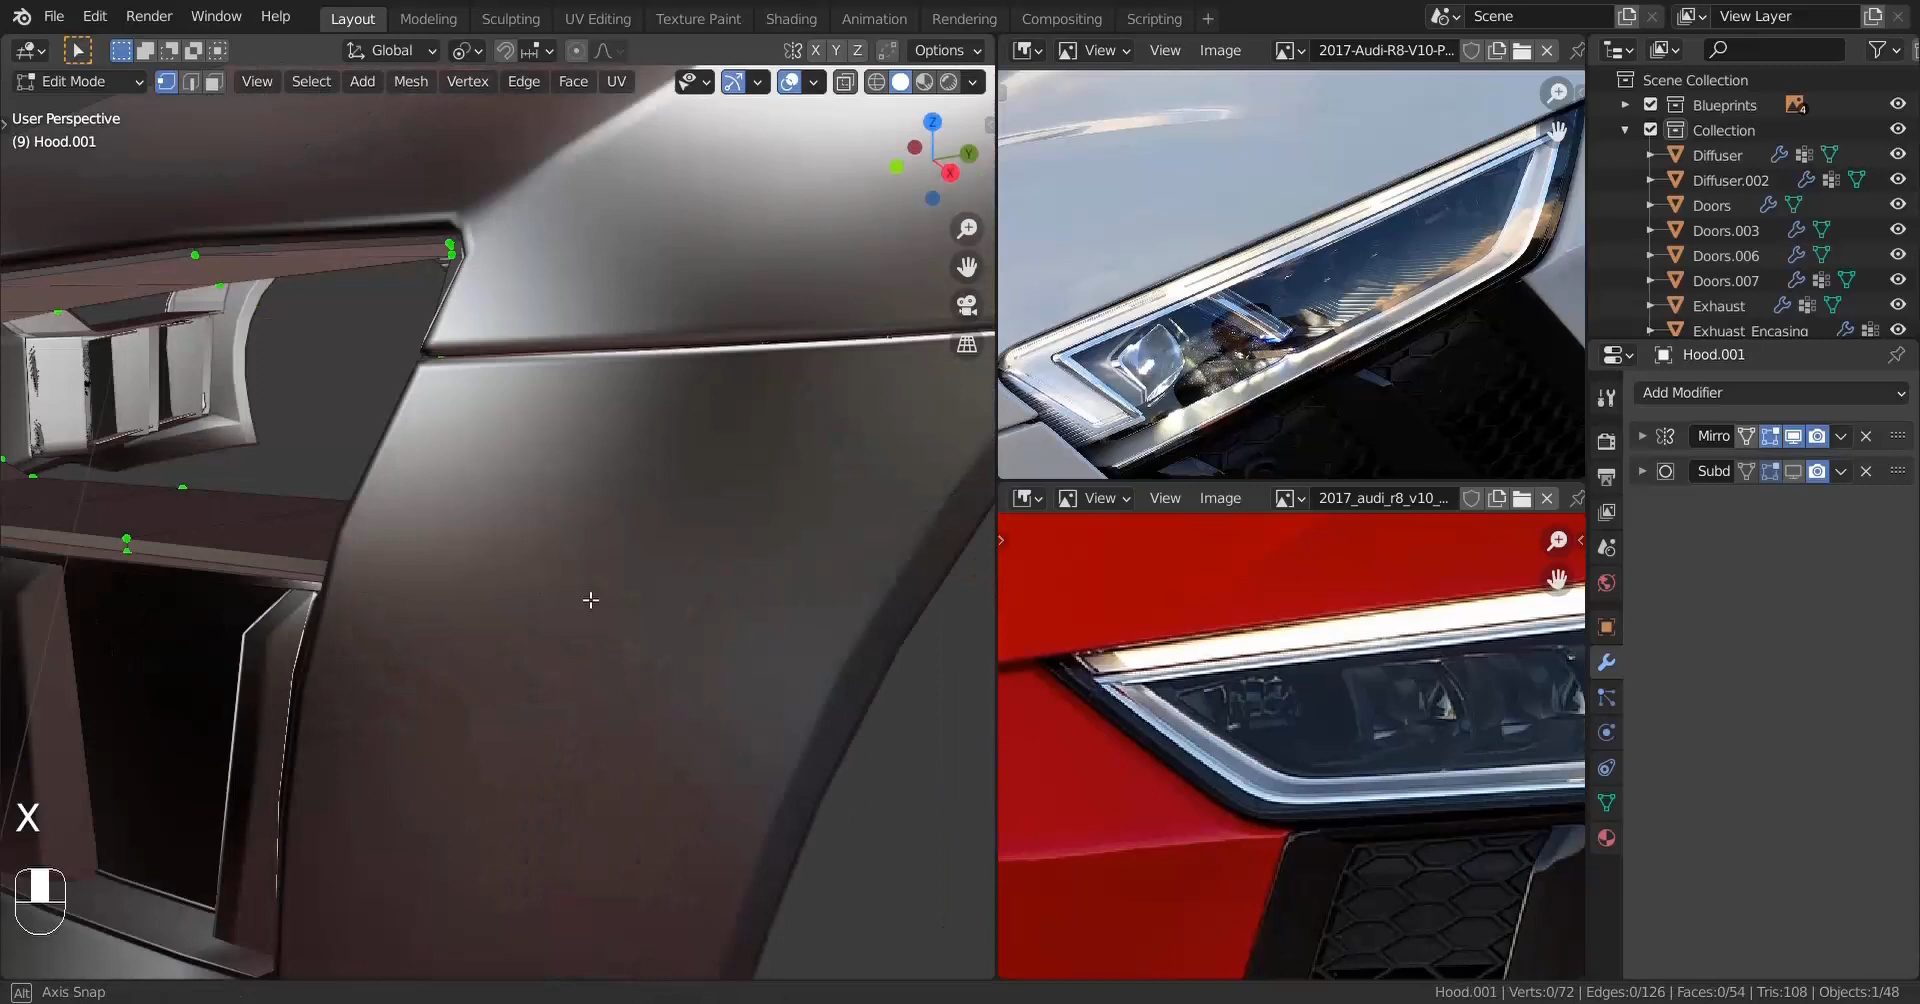 File Edit Render Window Help Layout Modeling Sculpting UV Editing Texture Paint Shading Animation Rendering Compositing Scripting + Scene View Layer
Global X Y Z Options View View Image 2017-Audi-R8-V10-P...
Edit Mode View Select Add Mesh Vertex Edge Face UV
User Perspective
(9) Hood.001
Z
Y
X
Scene Collection
Blueprints 4
Collection
Diffuser
Diffuser.002
Doors
Doors.003
Doors.006
Doors.007
Exhaust
Exhuast Encasing
Hood.001
Add Modifier
Mirro
Subd
View View Image 2017_audi_r8_v10_...
X
Alt Axis Snap
Hood.001 | Verts:0/72 | Edges:0/126 | Faces:0/54 | Tris:108 | Objects:1/48